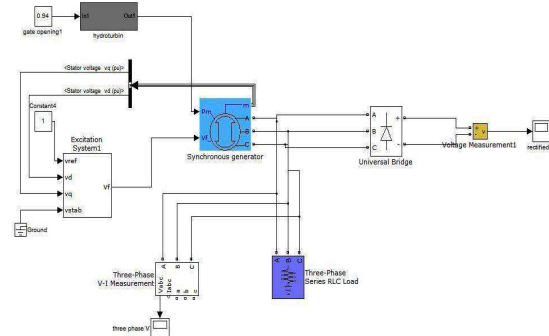 0.94
In1
Out1
gate opening1
hydroturbin
<Stator voltage vq (pu)>
<Stator voltage vd (pu)>
Constant4
1
Excitation
System1
vref
vd
vq
vstab
Vf
Ground
Pm
m
Vf_
A
B
C
Synchronous generator
A
B
C
+
-
Universal Bridge
+
-
v
Voltage Measurement1
rectified
Three-Phase
V-I Measurement
A
B
C
Vabc
Iabc
a
b
c
three phase V
A
B
C
Three-Phase
Series RLC Load